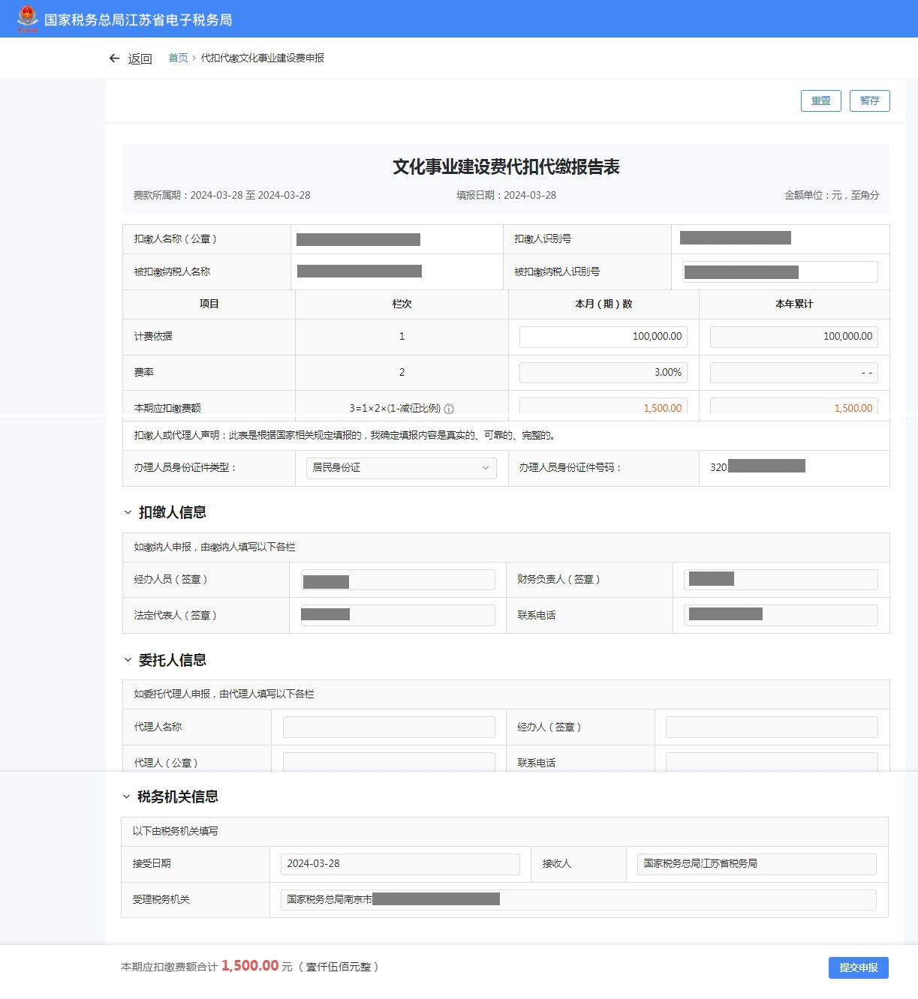 国家税务总局江苏省电子税务局
返回 首页 › 代扣代缴文化事业建设费申报
重置 暂存
文化事业建设费代扣代缴报告表
费款所属期：2024-03-28 至 2024-03-28 填报日期：2024-03-28 金额单位：元，至角分
扣缴人名称（公章） 扣缴人识别号
被扣缴纳税人名称 被扣缴纳税人识别号
项目 栏次 本月（期）数 本年累计
计费依据 1 100,000.00 100,000.00
费率 2 3.00% - -
本期应扣缴费额 3=1×2×(1-减征比例) 1,500.00 1,500.00
扣缴人或代理人声明：此表是根据国家相关规定填报的，我确定填报内容是真实的、可靠的、完整的。
办理人员身份证件类型： 居民身份证 办理人员身份证件号码： 320
扣缴人信息
如缴纳人申报，由缴纳人填写以下各栏
经办人员（签章） 财务负责人（签章）
法定代表人（签章） 联系电话
委托人信息
如委托代理人申报，由代理人填写以下各栏
代理人名称 经办人（签章）
代理人（公章） 联系电话
税务机关信息
以下由税务机关填写
接受日期 2024-03-28 接收人 国家税务总局江苏省税务局
受理税务机关 国家税务总局南京市
本期应扣缴费额合计 1,500.00 元 （ 壹仟伍佰元整 ） 提交申报